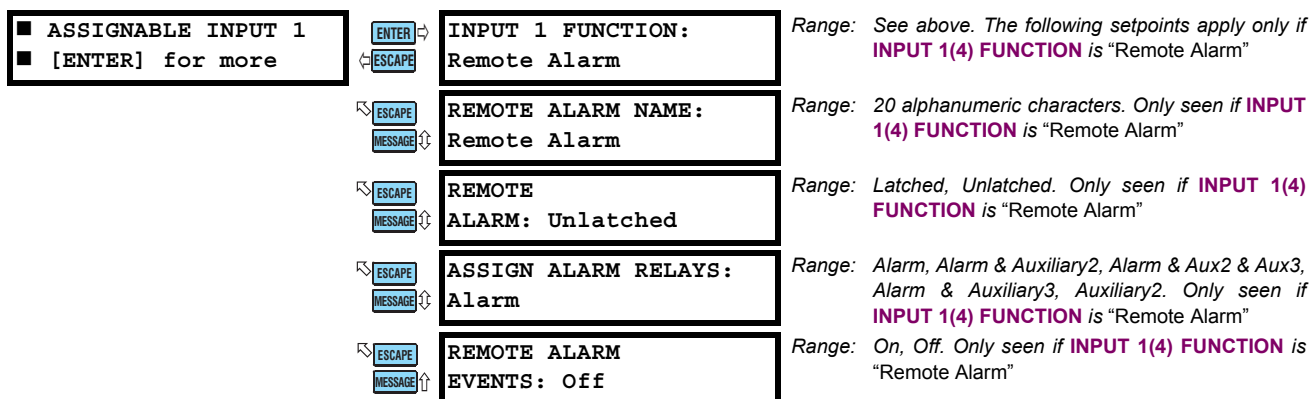 ■ ASSIGNABLE INPUT 1
■ [ENTER] for more
ENTER
ESCAPE
INPUT 1 FUNCTION:
Remote Alarm
Range: See above. The following setpoints apply only if
INPUT 1(4) FUNCTION is “Remote Alarm”
ESCAPE
MESSAGE
REMOTE ALARM NAME:
Remote Alarm
Range: 20 alphanumeric characters. Only seen if INPUT
1(4) FUNCTION is “Remote Alarm”
ESCAPE
MESSAGE
REMOTE
ALARM: Unlatched
Range: Latched, Unlatched. Only seen if INPUT 1(4)
FUNCTION is “Remote Alarm”
ESCAPE
MESSAGE
ASSIGN ALARM RELAYS:
Alarm
Range: Alarm, Alarm & Auxiliary2, Alarm & Aux2 & Aux3,
Alarm & Auxiliary3, Auxiliary2. Only seen if
INPUT 1(4) FUNCTION is “Remote Alarm”
ESCAPE
MESSAGE
REMOTE ALARM
EVENTS: Off
Range: On, Off. Only seen if INPUT 1(4) FUNCTION is
“Remote Alarm”